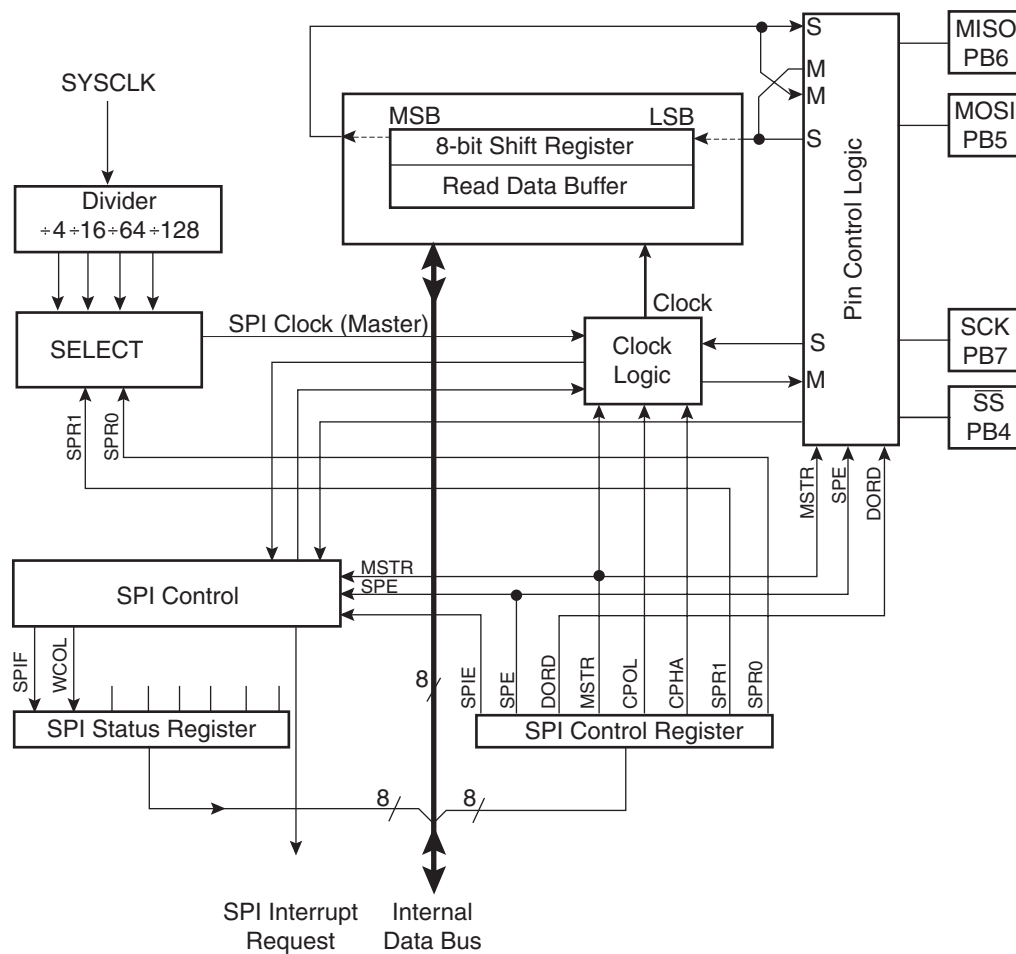 SYSCLK
Divider
÷4÷16÷64÷128
SELECT
SPR1
SPR0
SPI Clock (Master)
MSB
LSB
8-bit Shift Register
Read Data Buffer
Clock
Clock
Logic
S
M
M
S
S
M
Pin Control Logic
MISO
PB6
MOSI
PB5
SCK
PB7
SS
PB4
MSTR
SPE
DORD
SPI Control
MSTR
SPE
SPIF
WCOL
SPI Status Register
8
SPIE
SPE
DORD
MSTR
CPOL
CPHA
SPR1
SPR0
SPI Control Register
8
8
SPI Interrupt
Request
Internal
Data Bus